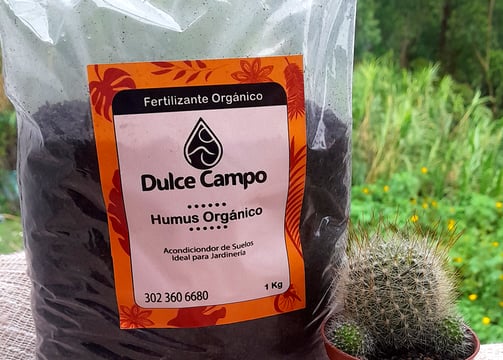 Fertilizante Orgánico
Dulce Campo
Humus Orgánico
Acondiciondor de Suelos
Ideal para Jardinería
1 Kg
302 360 6680